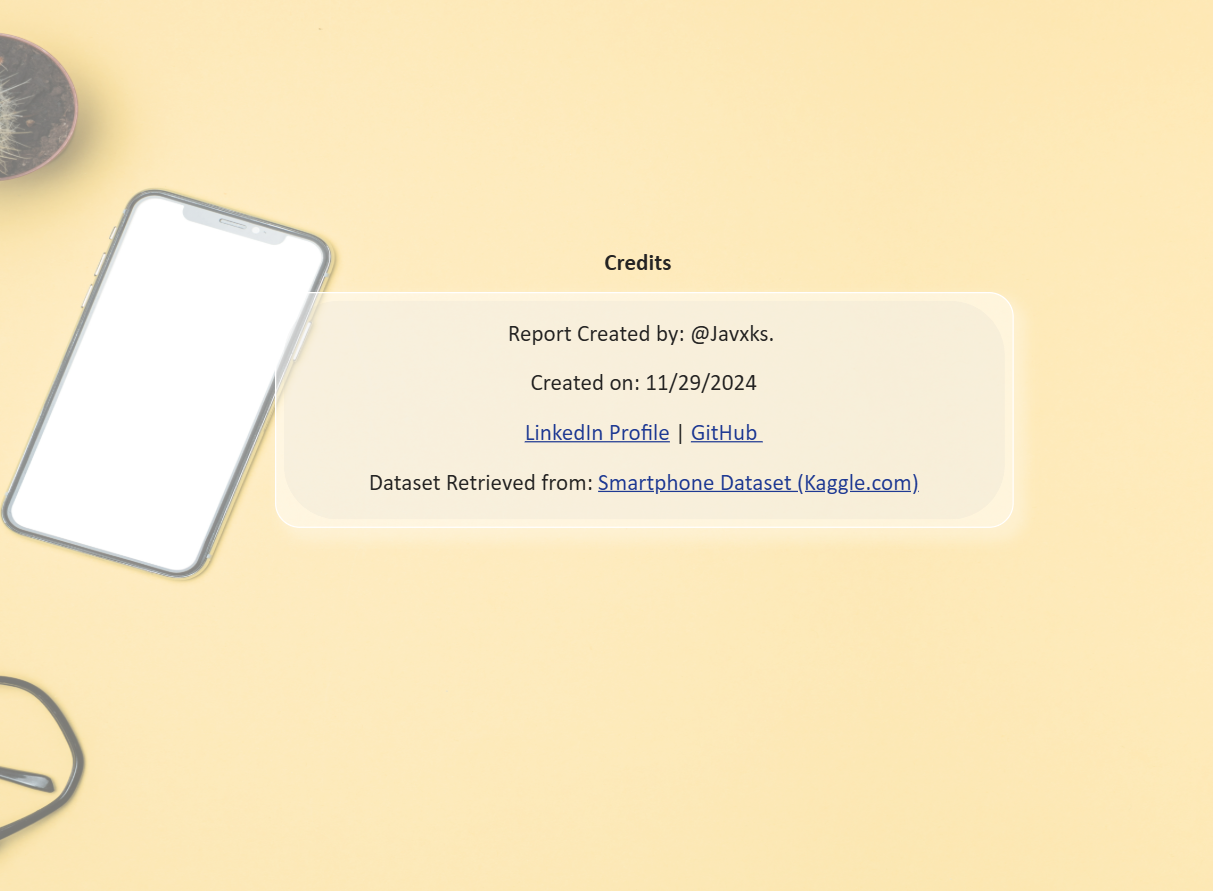 Credits
Report Created by: @Javxks.
Created on: 11/29/2024
LinkedIn Profile | GitHub
Dataset Retrieved from: Smartphone Dataset (Kaggle.com)